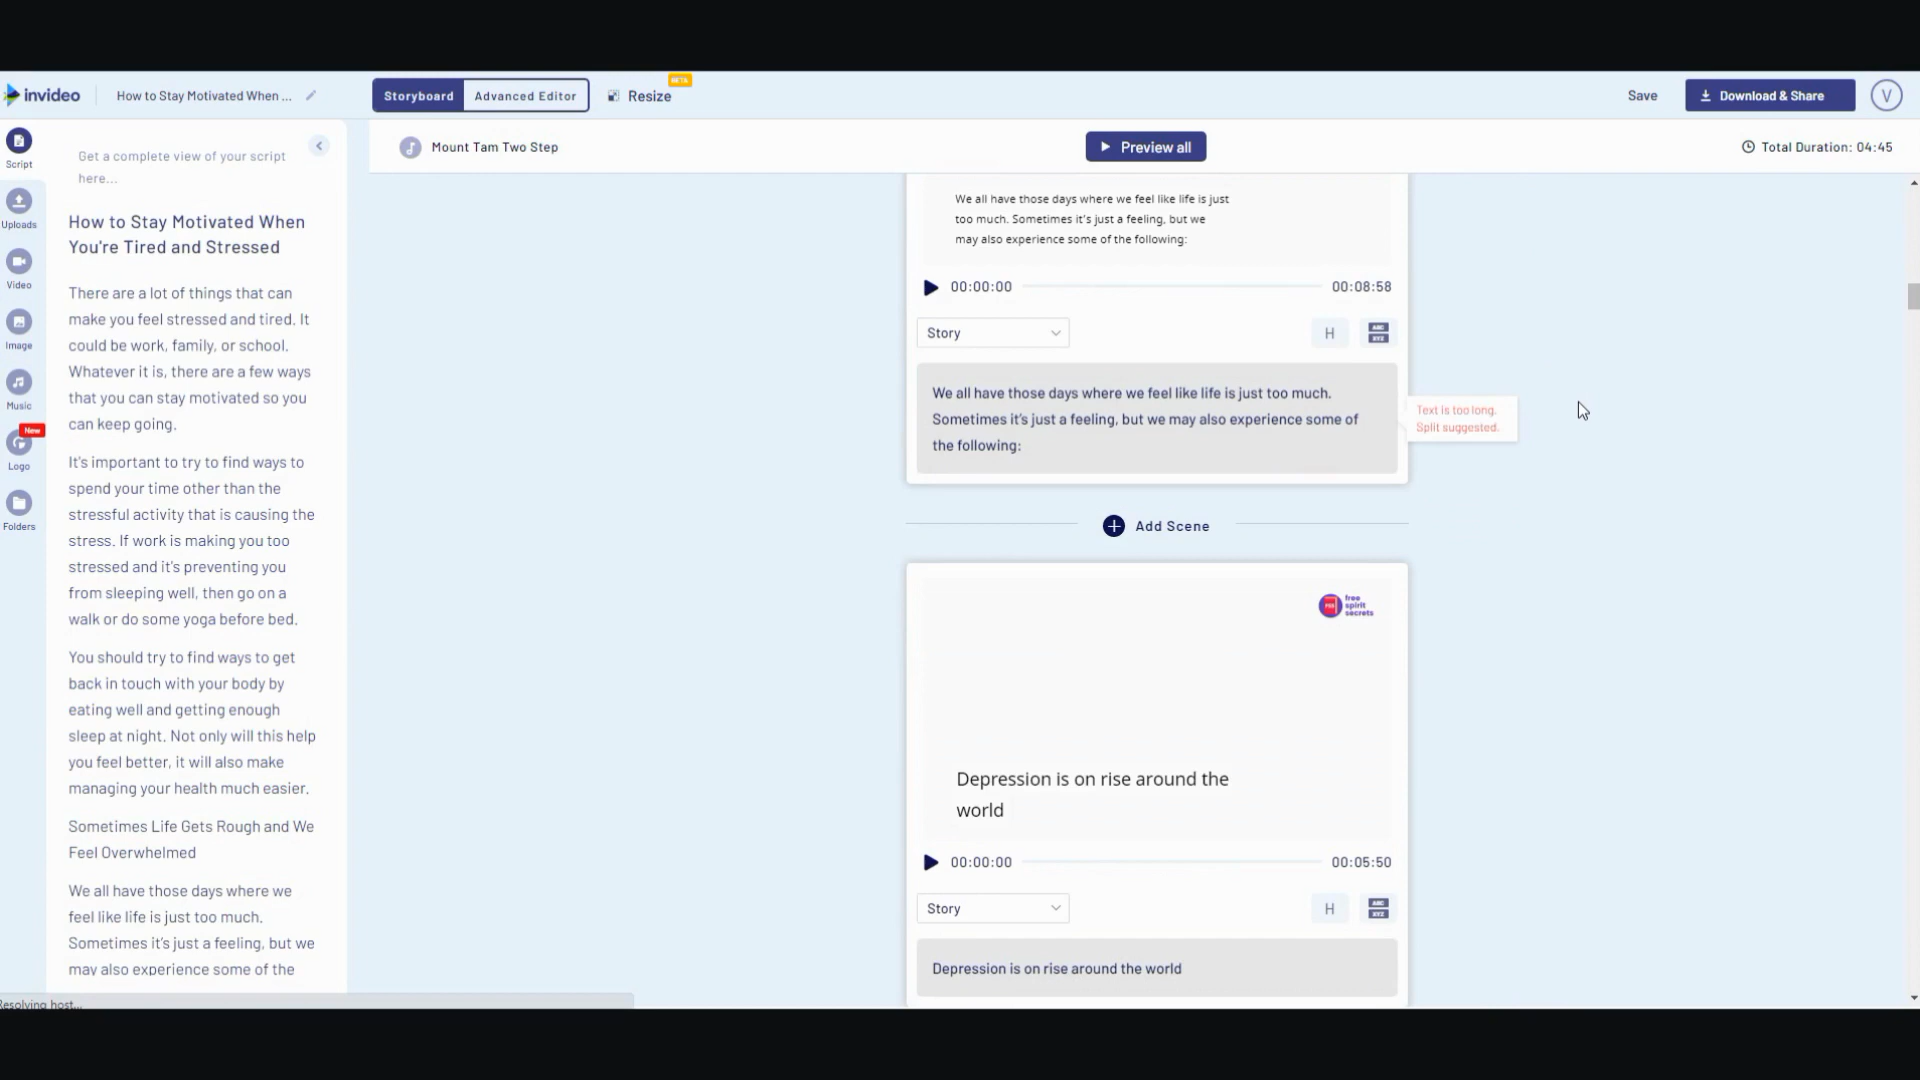 invideo
How to Stay Motivated When ...
Storyboard
Advanced Editor
Resize
BETA
Save
Download & Share
V
Script
Uploads
Video
Image
Music
New
Logo
Folders
Get a complete view of your script
here...
How to Stay Motivated When
You're Tired and Stressed
There are a lot of things that can
make you feel stressed and tired. It
could be work, family, or school.
Whatever it is, there are a few ways
that you can stay motivated so you
can keep going.
It's important to try to find ways to
spend your time other than the
stressful activity that is causing the
stress. If work is making you too
stressed and it's preventing you
from sleeping well, then go on a
walk or do some yoga before bed.
You should try to find ways to get
back in touch with your body by
eating well and getting enough
sleep at night. Not only will this help
you feel better, it will also make
managing your health much easier.
Sometimes Life Gets Rough and We
Feel Overwhelmed
We all have those days where we
feel like life is just too much.
Sometimes it's just a feeling, but we
may also experience some of the
Resolving host...
Mount Tam Two Step
Preview all
Total Duration: 04:45
We all have those days where we feel like life is just
too much. Sometimes it's just a feeling, but we
may also experience some of the following:
00:00:00
00:08:58
Story
H
ABC
XYZ
We all have those days where we feel like life is just too much.
Sometimes it's just a feeling, but we may also experience some of
the following:
Text is too long.
Split suggested.
Add Scene
free
spirit
secrets
Depression is on rise around the
world
00:00:00
00:05:50
Story
H
ABC
XYZ
Depression is on rise around the world